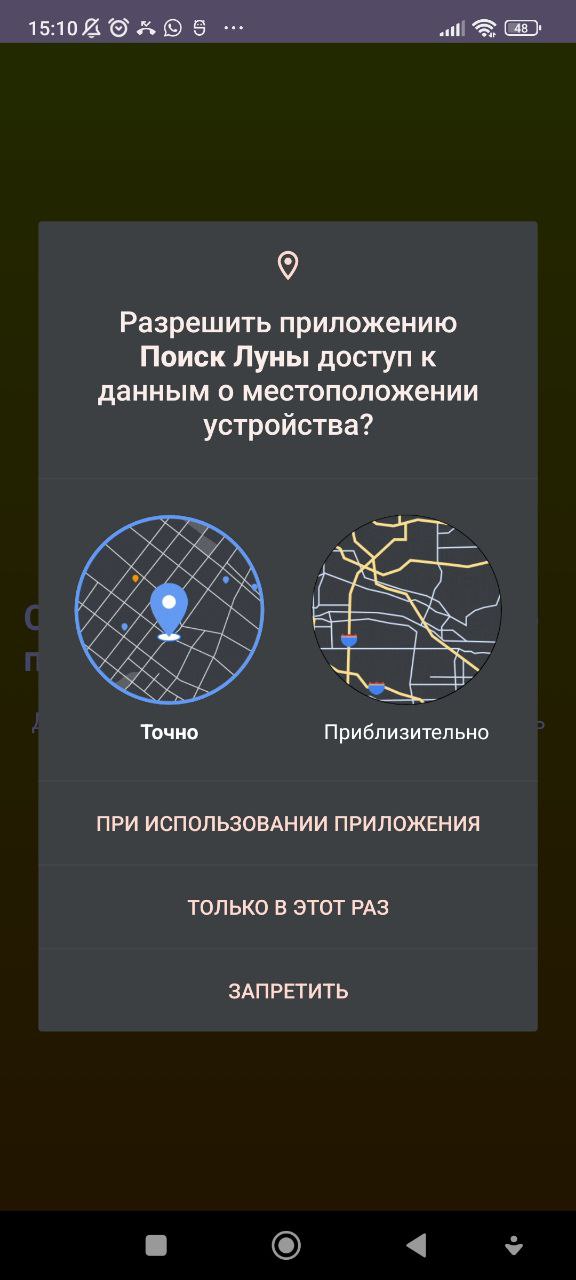 15:10
48
Разрешить приложению
Поиск Луны доступ к
данным о местоположении
устройства?
Точно
Приблизительно
ПРИ ИСПОЛЬЗОВАНИИ ПРИЛОЖЕНИЯ
ТОЛЬКО В ЭТОТ РАЗ
ЗАПРЕТИТЬ